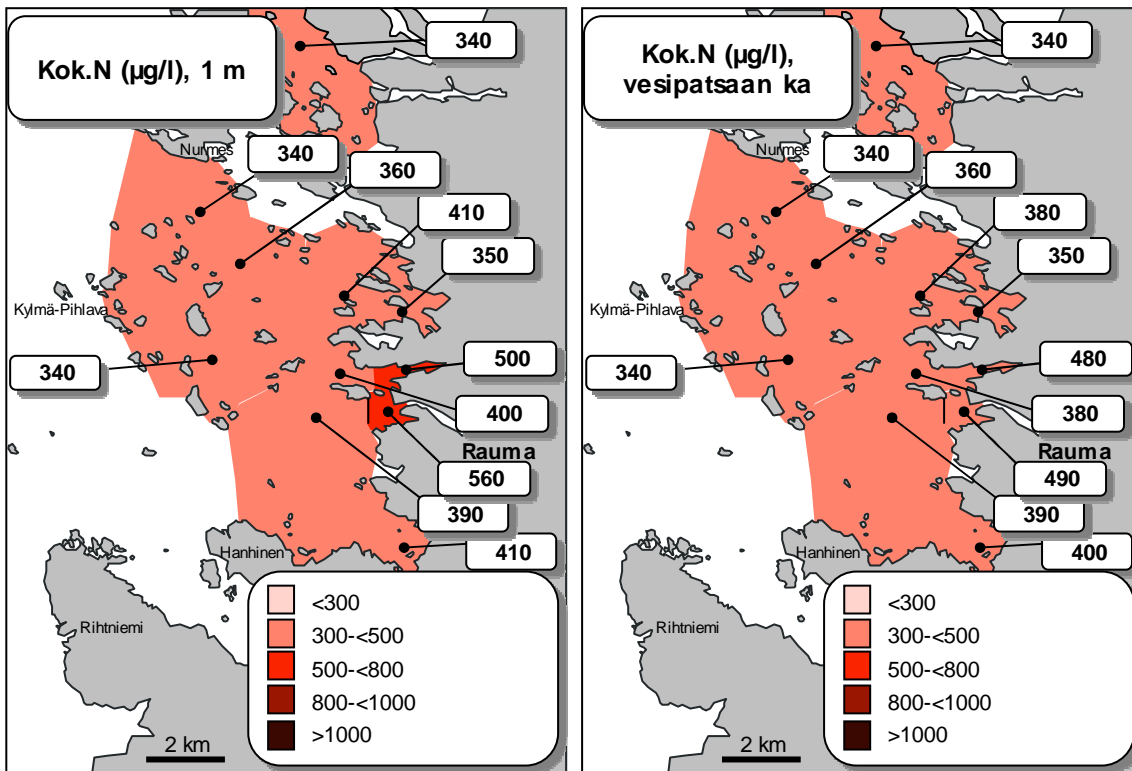 Kok.N (µg/l), 1 m
340
Nurmes
340
360
410
350
Kylmä-Pihlava
340
500
400
Rauma
560
390
Hanhinen
410
Rihtniemi
<300
300-<500
500-<800
800-<1000
>1000
2 km
Kok.N (µg/l),
vesipatsaan ka
340
Nurmes
340
360
380
350
Kylmä-Pihlava
340
480
380
Rauma
490
390
Hanhinen
400
Rihtniemi
<300
300-<500
500-<800
800-<1000
>1000
2 km